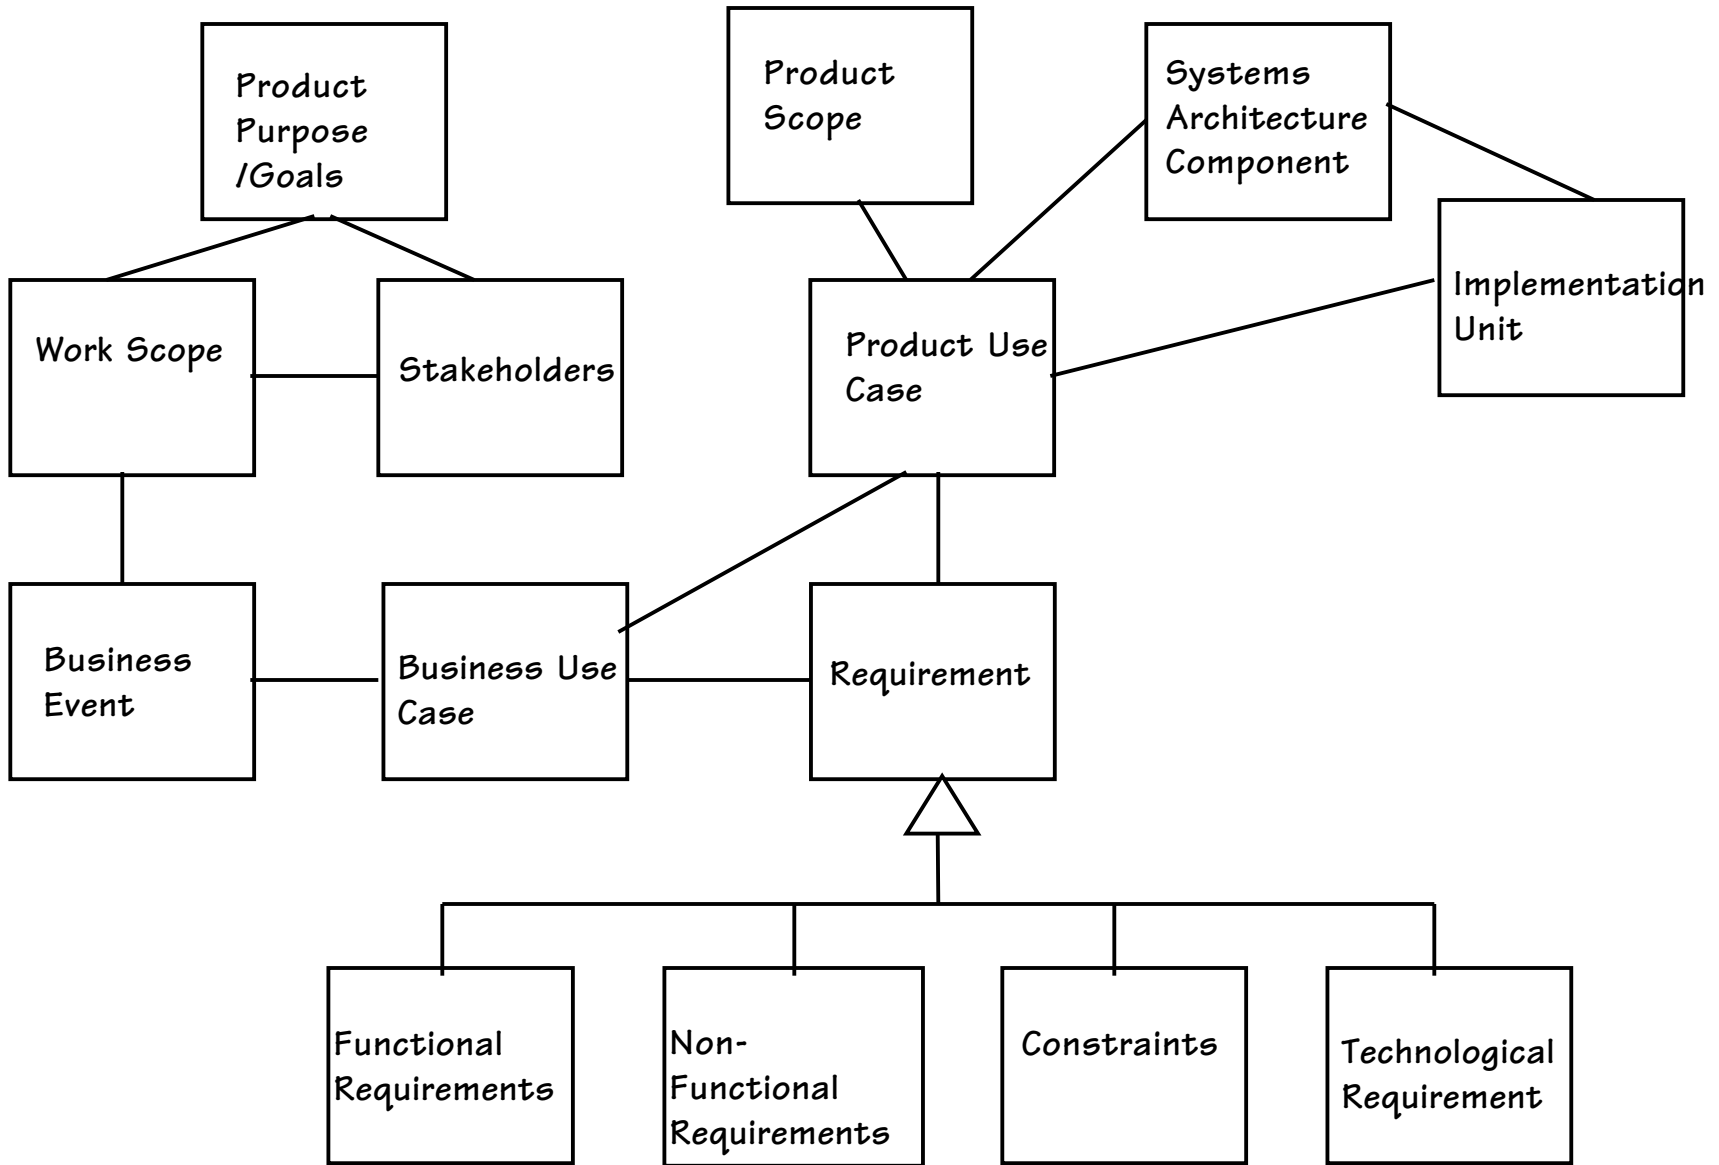 Product
Purpose
/Goals
Product
Scope
Systems
Architecture
Component
Work Scope
Stakeholders
Product Use
Case
Implementation
Unit
Business
Event
Business Use
Case
Requirement
Functional
Requirements
Non-
Functional
Requirements
Constraints
Technological
Requirement